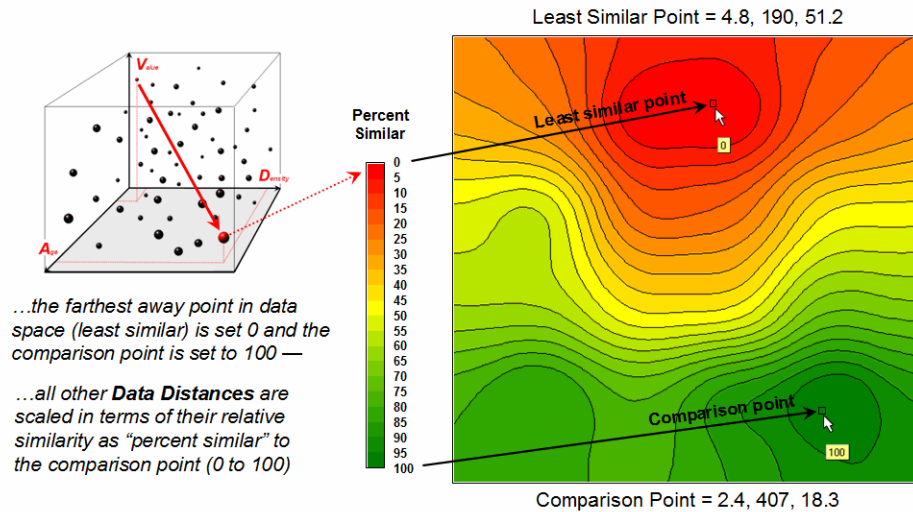 Least Similar Point = 4.8, 190, 51.2
Value
Density
Age
Percent
Similar
0
5
10
15
20
25
30
35
40
45
50
55
60
65
70
75
80
85
90
95
100
Least similar point
0
Comparison point
100
…the farthest away point in data
space (least similar) is set 0 and the
comparison point is set to 100 —
…all other Data Distances are
scaled in terms of their relative
similarity as “percent similar” to
the comparison point (0 to 100)
Comparison Point = 2.4, 407, 18.3